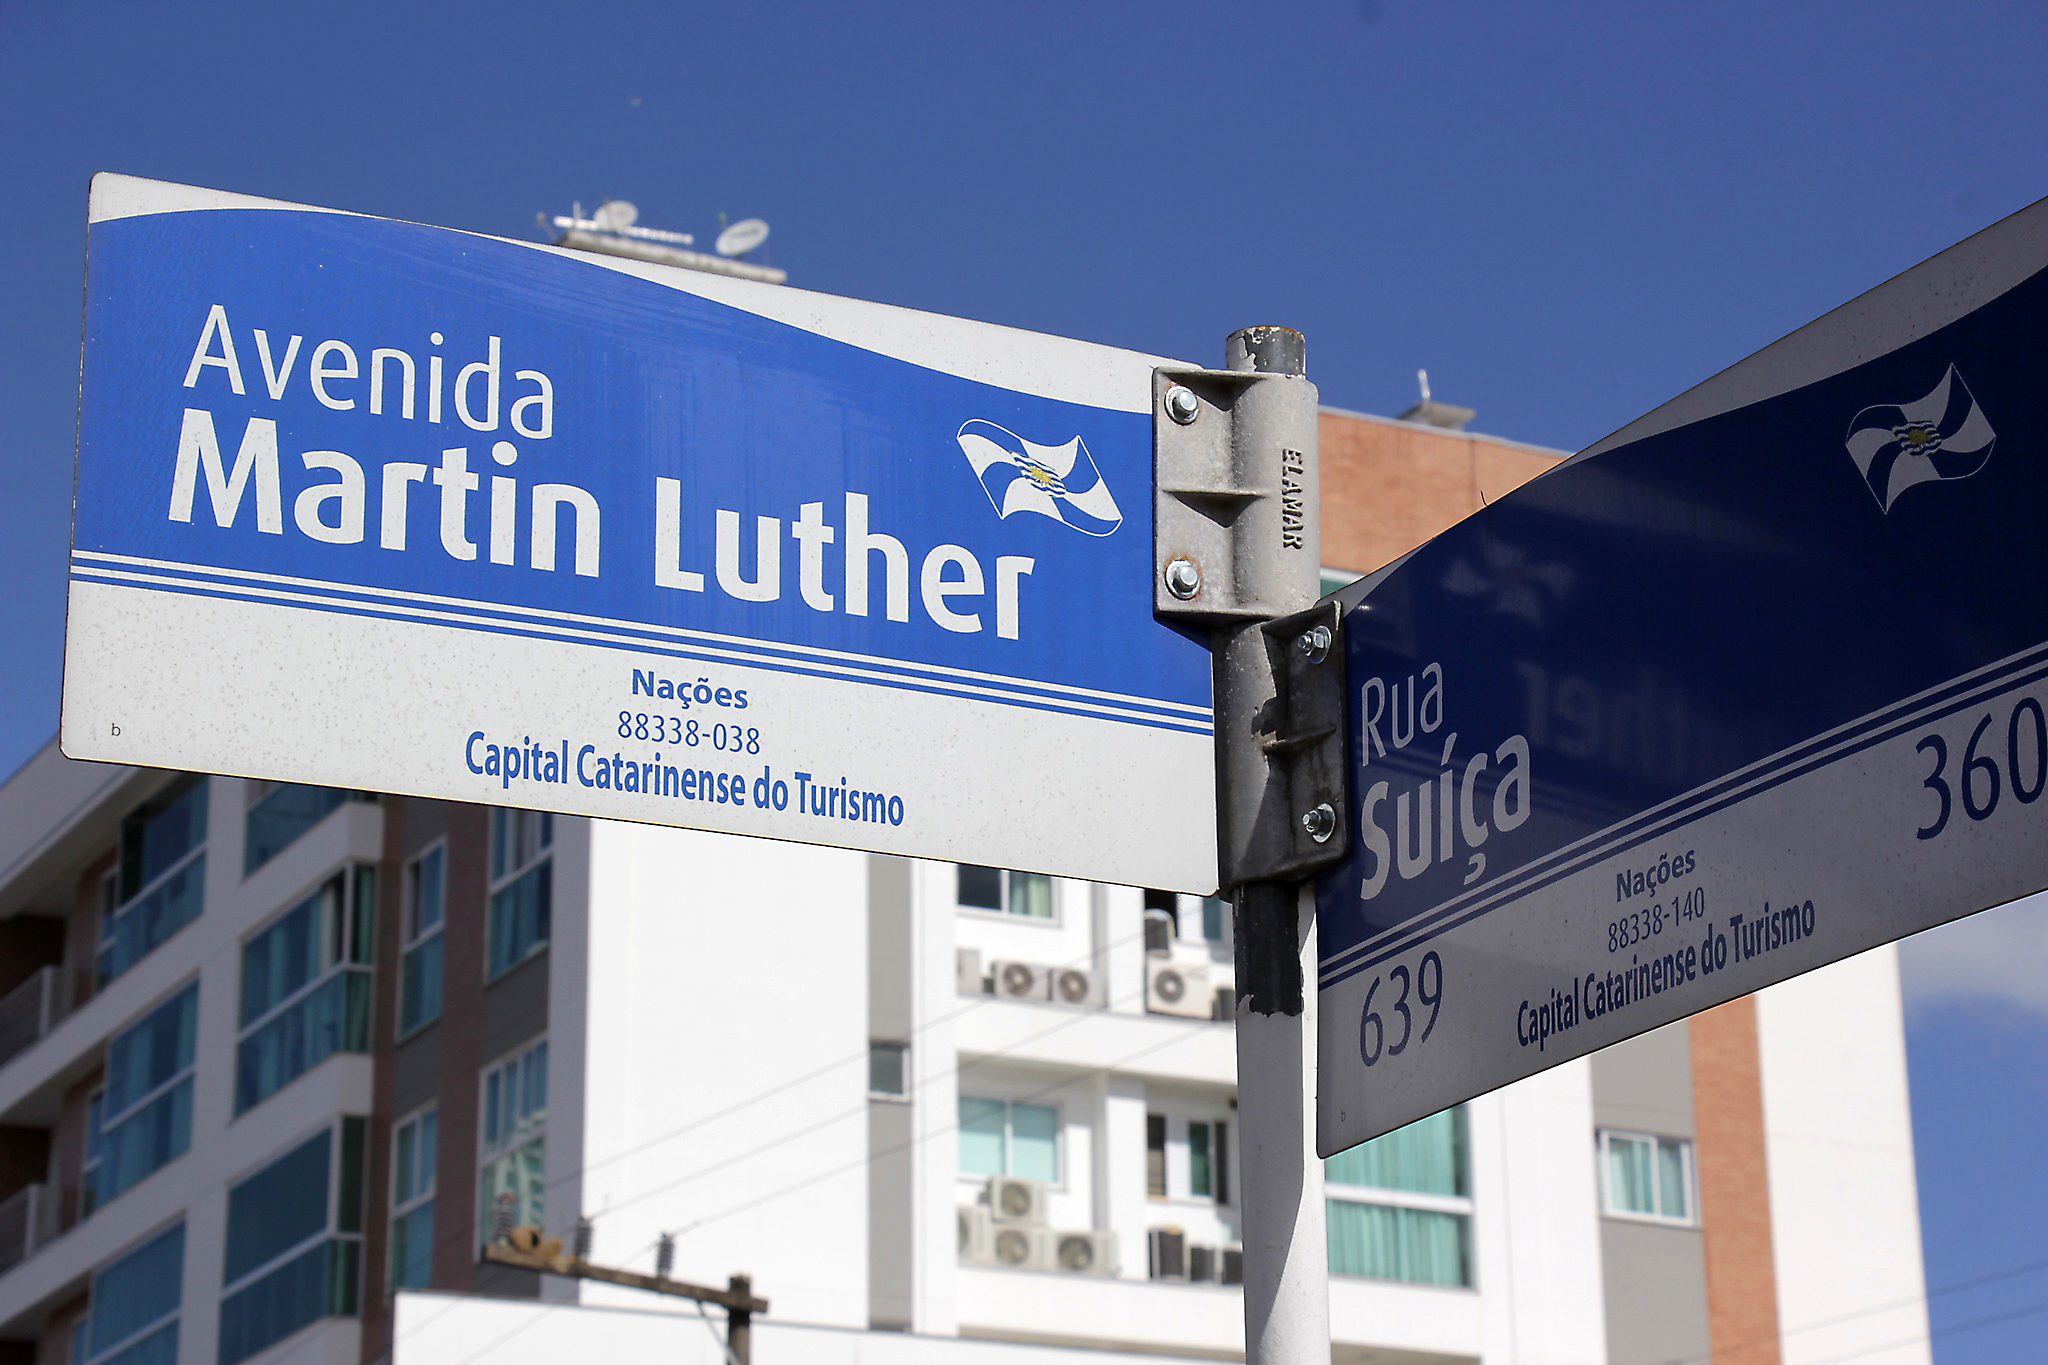 Avenida
Martin Luther
Nações
88338-038
Capital Catarinense do Turismo
b
ELAMAR
Rua
Suíça
639
360
Nações
88338-140
Capital Catarinense do Turismo
b